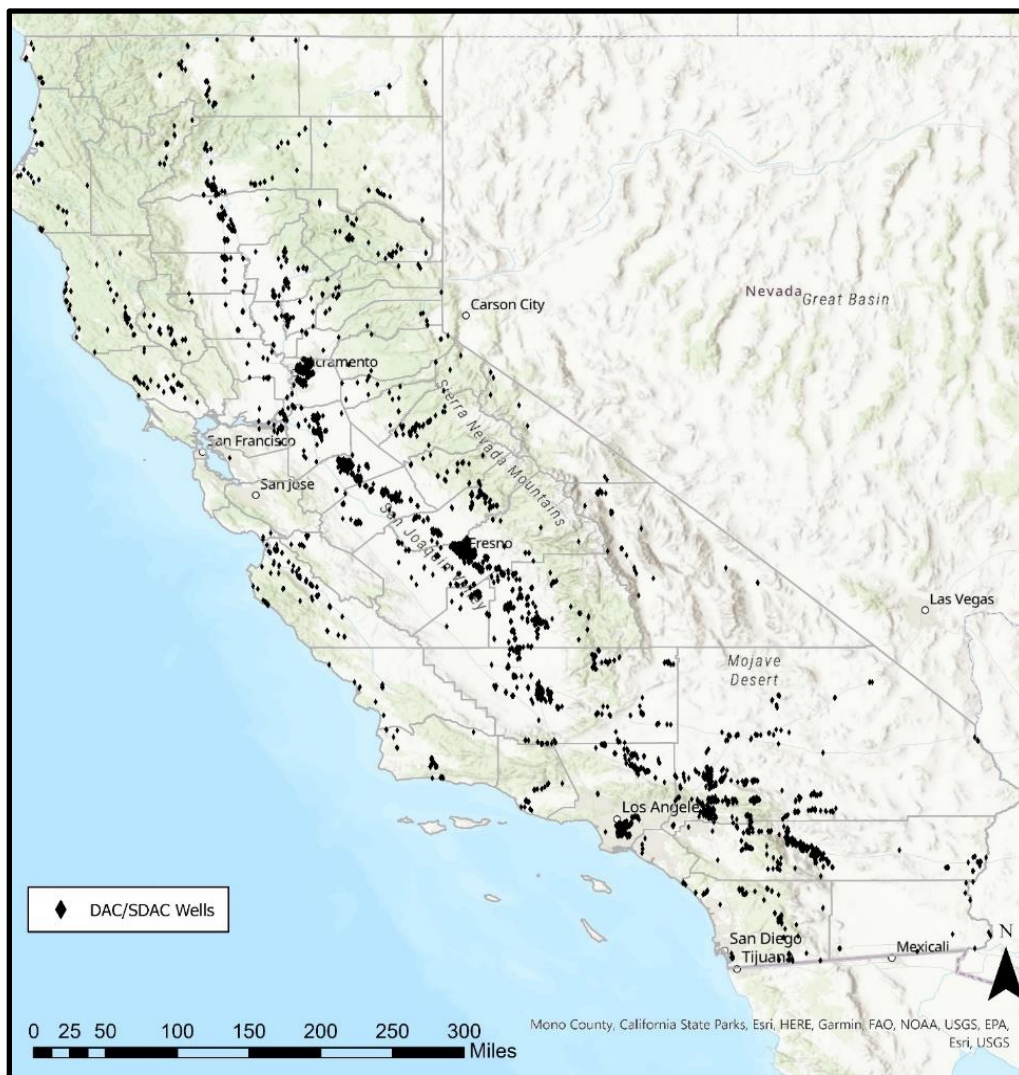 Carson City
Nevada
Great Basin
cramento
Sierra Nevada Mountains
San Francisco
San Jose
San Joaquin Valley
Fresno
Las Vegas
Mojave
Desert
Los Angeles
DAC/SDAC Wells
San Diego
Tijuana
Mexicali
N
0 25 50 100 150 200 250 300
Miles
Mono County, California State Parks, Esri, HERE, Garmin, FAO, NOAA, USGS, EPA,
Esri, USGS